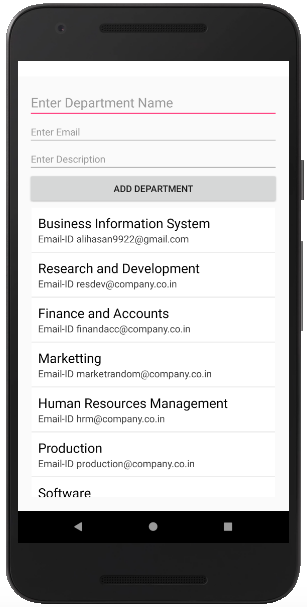 Enter Department Name
Enter Email
Enter Description
ADD DEPARTMENT
Business Information System
Email-ID alihasan9922@gmail.com
Research and Development
Email-ID resdev@company.co.in
Finance and Accounts
Email-ID finandacc@company.co.in
Marketting
Email-ID marketrandom@company.co.in
Human Resources Management
Email-ID hrm@company.co.in
Production
Email-ID production@company.co.in
Software